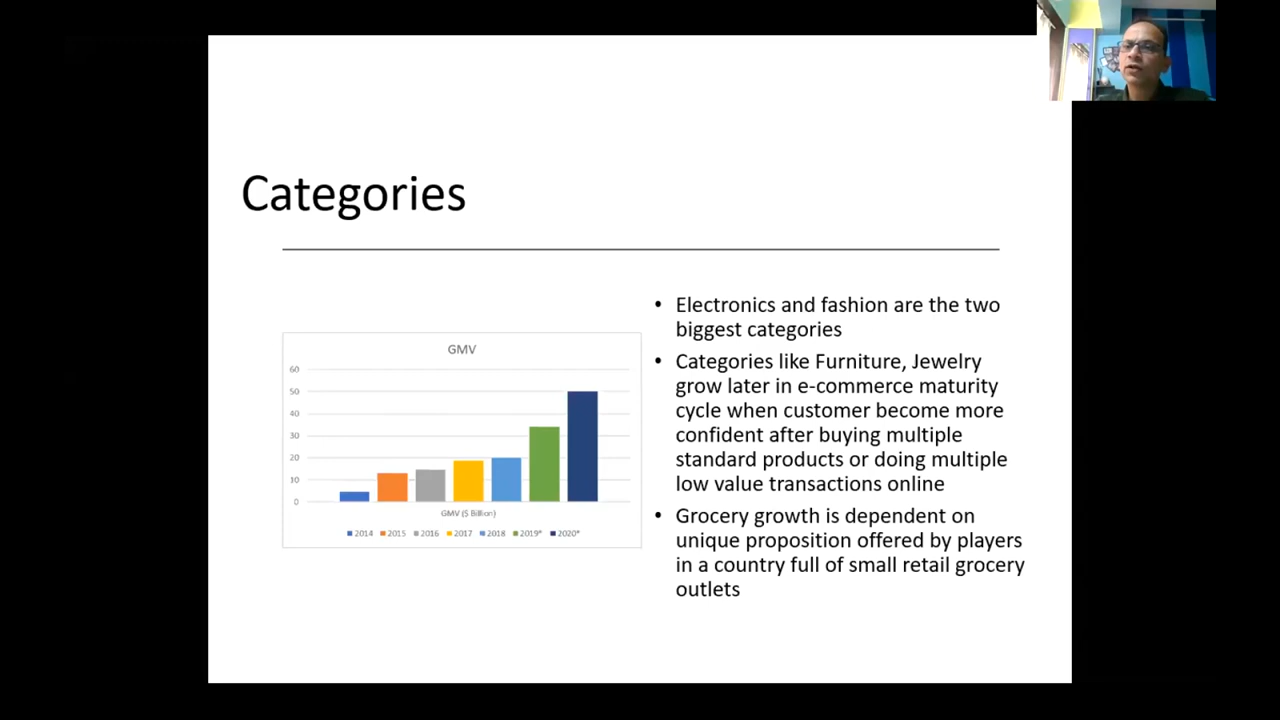 Categories
GMV
60
50
40
30
20
10
0
GMV ($ Billion)
2014 2015 2016 2017 2018 2019* 2020*
• Electronics and fashion are the two
biggest categories
• Categories like Furniture, Jewelry
grow later in e-commerce maturity
cycle when customer become more
confident after buying multiple
standard products or doing multiple
low value transactions online
• Grocery growth is dependent on
unique proposition offered by players
in a country full of small retail grocery
outlets